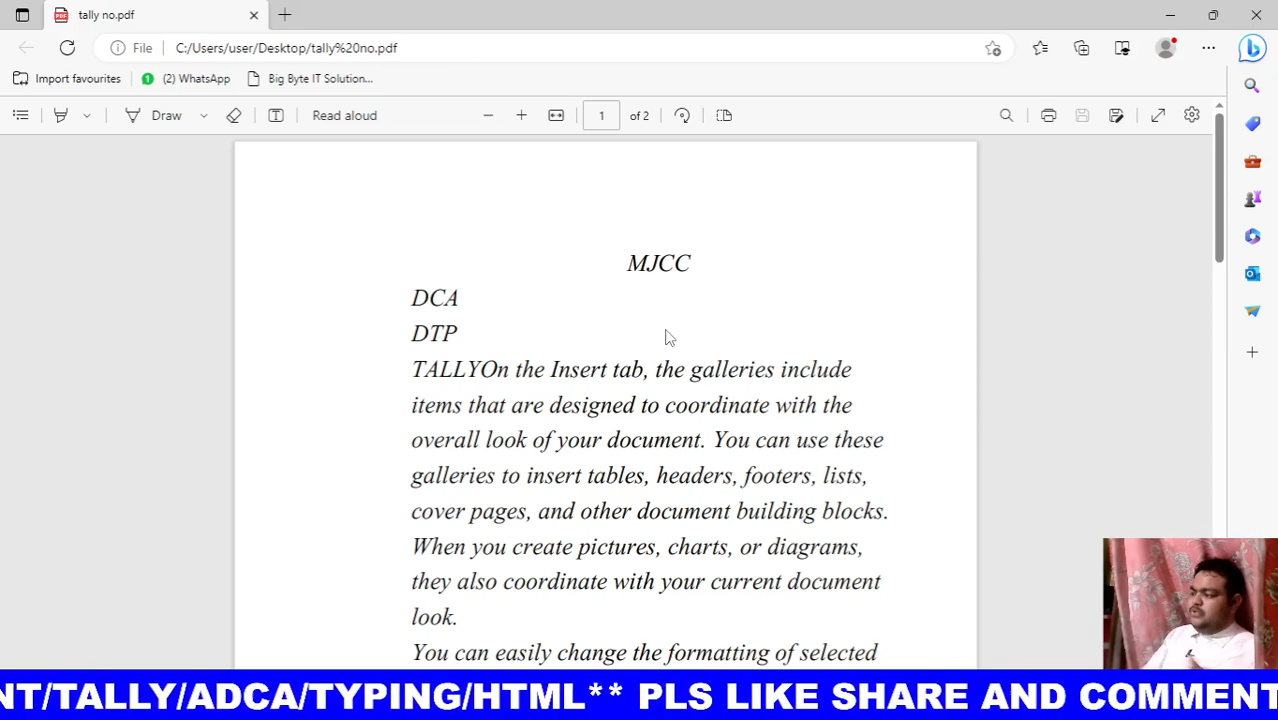 tally no.pdf
File C:/Users/user/Desktop/tally%20no.pdf
Import favourites (2) WhatsApp Big Byte IT Solution...
Draw Read aloud 1 of 2
MJCC
DCA
DTP
TALLYOn the Insert tab, the galleries include
items that are designed to coordinate with the
overall look of your document. You can use these
galleries to insert tables, headers, footers, lists,
cover pages, and other document building blocks.
When you create pictures, charts, or diagrams,
they also coordinate with your current document
look.
You can easily change the formatting of selected
NT/TALLY/ADCA/TYPING/HTML** PLS LIKE SHARE AND COMMENT